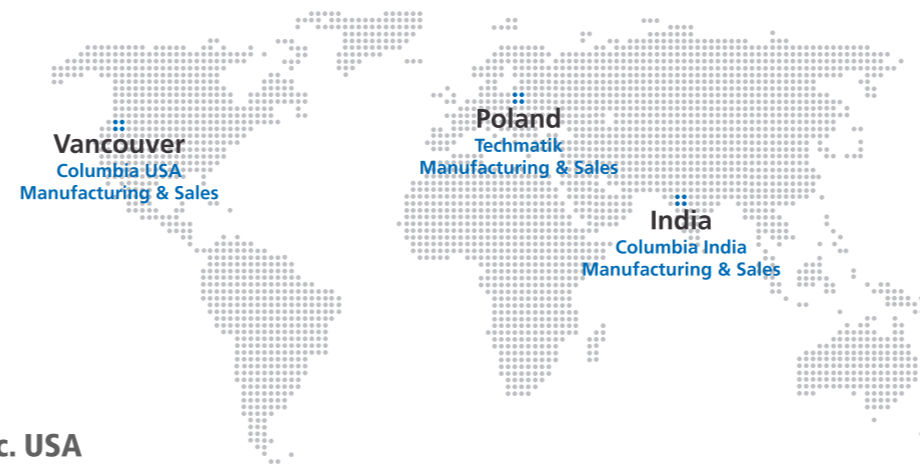 Vancouver
Columbia USA
Manufacturing & Sales
Poland
Techmatik
Manufacturing & Sales
India
Columbia India
Manufacturing & Sales
c. USA